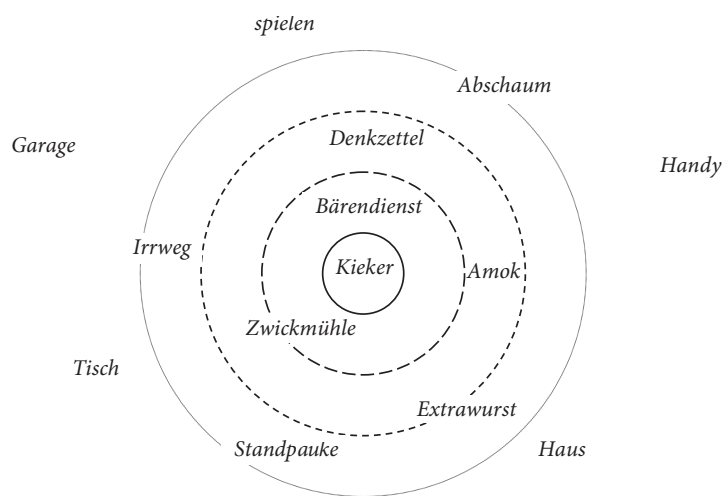 spielen
Abschaum
Denkzettel
Garage
Handy
Bärendienst
Irrweg
Kieker
Amok
Zwickmühle
Tisch
Extrawurst
Standpauke
Haus